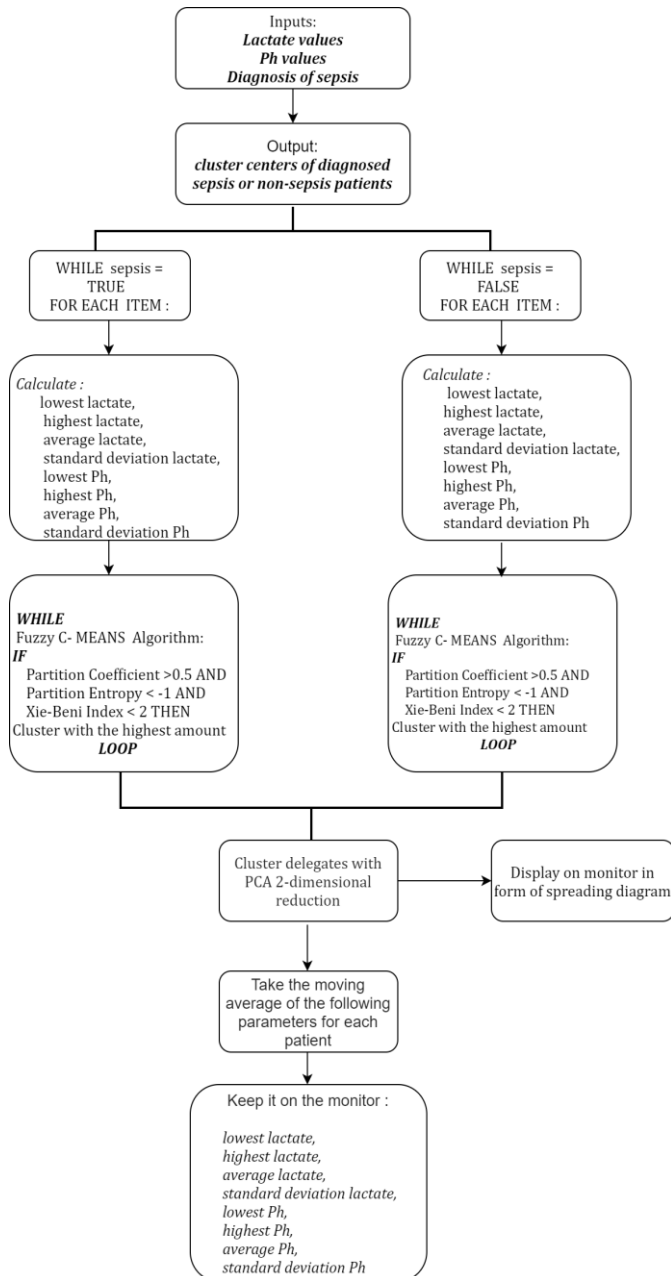 Inputs:
Lactate values
Ph values
Diagnosis of sepsis
Output:
cluster centers of diagnosed
sepsis or non-sepsis patients
WHILE sepsis =
TRUE
FOR EACH ITEM :
WHILE sepsis =
FALSE
FOR EACH ITEM :
Calculate :
lowest lactate,
highest lactate,
average lactate,
standard deviation lactate,
lowest Ph,
highest Ph,
average Ph,
standard deviation Ph
Calculate :
lowest lactate,
highest lactate,
average lactate,
standard deviation lactate,
lowest Ph,
highest Ph,
average Ph,
standard deviation Ph
WHILE
Fuzzy C- MEANS Algorithm:
IF
Partition Coefficient >0.5 AND
Partition Entropy < -1 AND
Xie-Beni Index < 2 THEN
Cluster with the highest amount
LOOP
WHILE
Fuzzy C- MEANS Algorithm:
IF
Partition Coefficient >0.5 AND
Partition Entropy < -1 AND
Xie-Beni Index < 2 THEN
Cluster with the highest amount
LOOP
Cluster delegates with
PCA 2-dimensional
reduction
Display on monitor in
form of spreading diagram
Take the moving
average of the following
parameters for each
patient
Keep it on the monitor :
lowest lactate,
highest lactate,
average lactate,
standard deviation lactate,
lowest Ph,
highest Ph,
average Ph,
standard deviation Ph